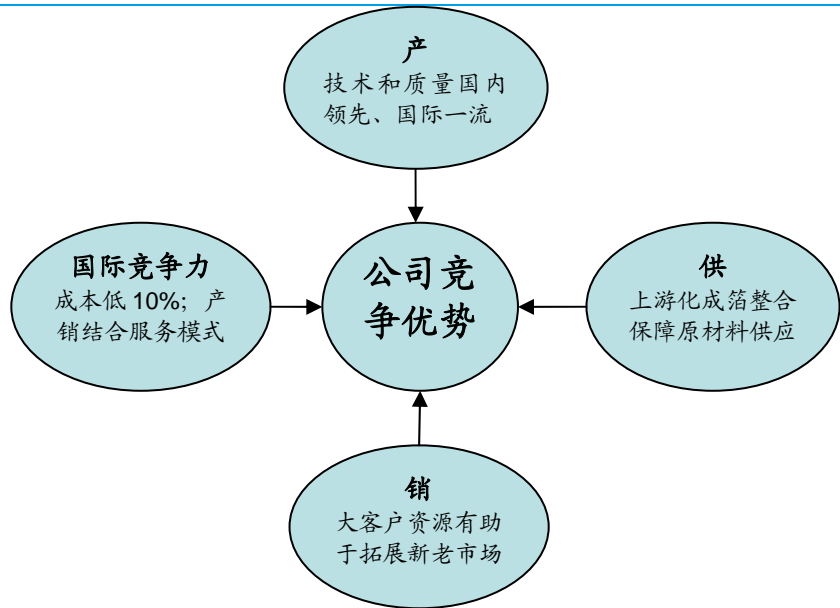 产
技术和质量国内
领先、国际一流
国际竞争力
成本低 10%；产
销结合服务模式
公司竞
争优势
供
上游化成箔整合
保障原材料供应
销
大客户资源有助
于拓展新老市场